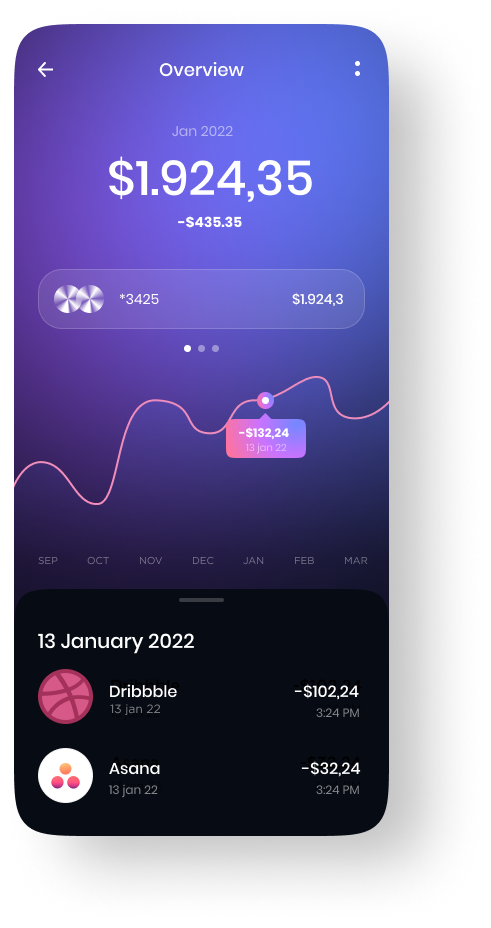 Overview
Jan 2022
$1.924,35
-$435.35
*3425 $1.924,3
-$132,24
13 jan 22
SEP OCT NOV DEC JAN FEB MAR
13 January 2022
Dribbble -$102,24
13 jan 22 3:24 PM
Asana -$32,24
13 jan 22 3:24 PM